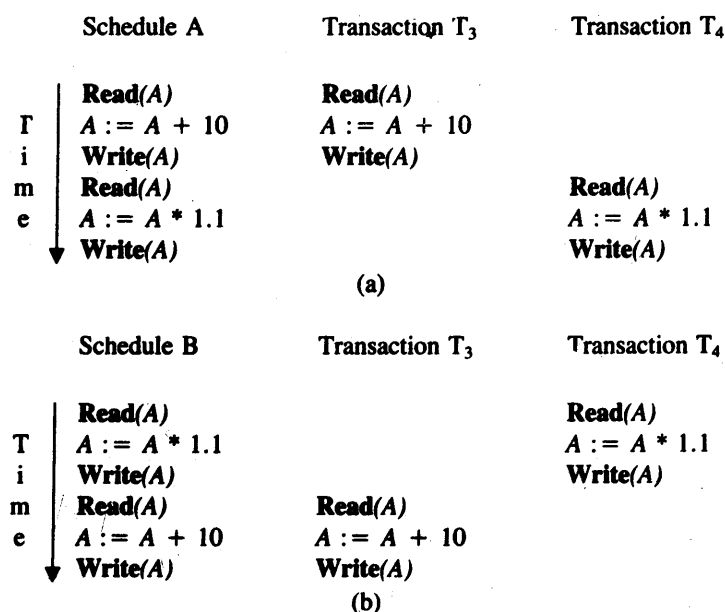 Schedule A Transaction T₃ Transaction T₄
Read(A) Read(A)
T A := A + 10 A := A + 10
i Write(A) Write(A)
m Read(A) Read(A)
e A := A * 1.1 A := A * 1.1
Write(A) Write(A)
(a)
Schedule B Transaction T₃ Transaction T₄
Read(A) Read(A)
T A := A * 1.1 A := A * 1.1
i Write(A) Write(A)
m Read(A) Read(A)
e A := A + 10 A := A + 10
Write(A) Write(A)
(b)